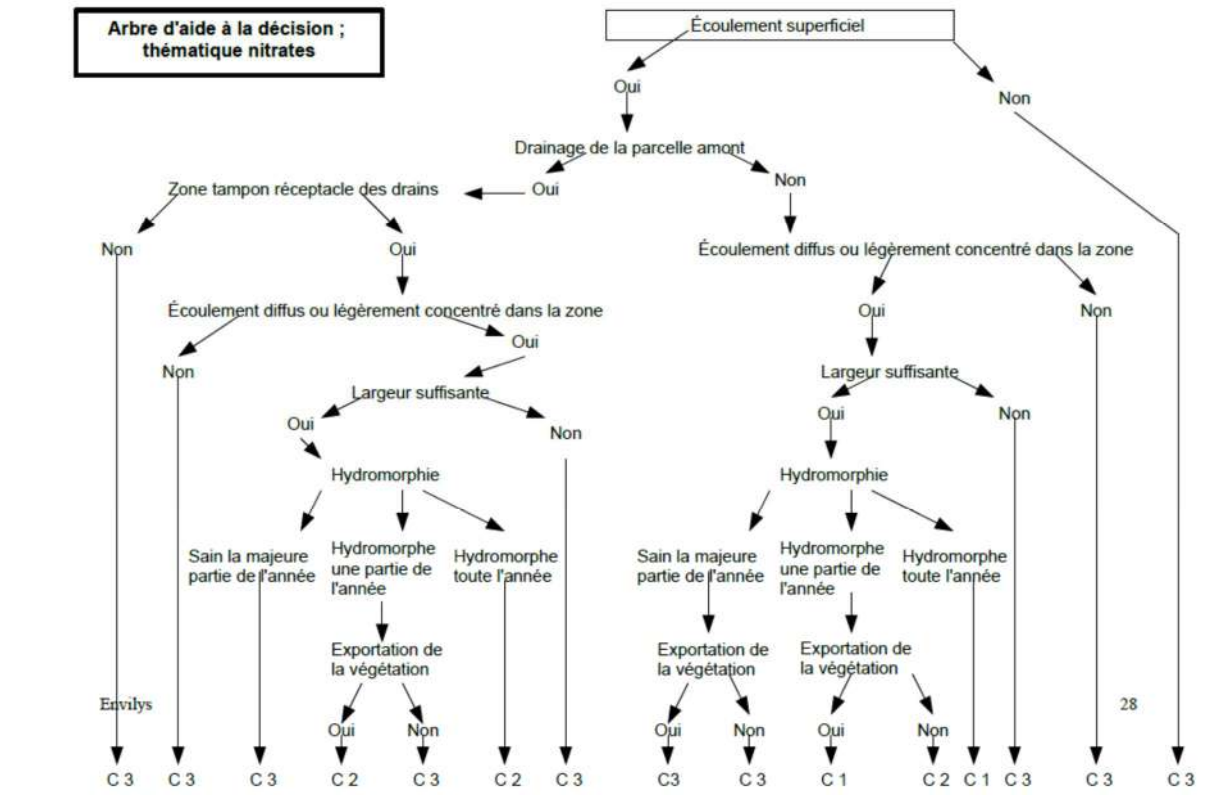 Arbre d'aide à la décision ;
thématique nitrates
Écoulement superficiel
Oui
Non
Drainage de la parcelle amont
Zone tampon réceptacle des drains
Oui
Non
Non
Oui
Écoulement diffus ou légèrement concentré dans la zone
Écoulement diffus ou légèrement concentré dans la zone
Oui
Non
Oui
Non
Largeur suffisante
Largeur suffisante
Oui
Non
Oui
Non
Hydromorphie
Hydromorphie
Sain la majeure
partie de l'année
Hydromorphe
une partie de
l'année
Hydromorphe
toute l'année
Sain la majeure
partie de l'année
Hydromorphe
une partie de
l'année
Hydromorphe
toute l'année
Exportation de
la végétation
Exportation de
la végétation
Exportation de
la végétation
Envilys
28
Oui
Non
Oui
Non
Oui
Non
C 3
C 3
C 3
C 2
C 3
C 2
C 3
C3
C 3
C 1
C 2
C 1
C 3
C 3
C 3